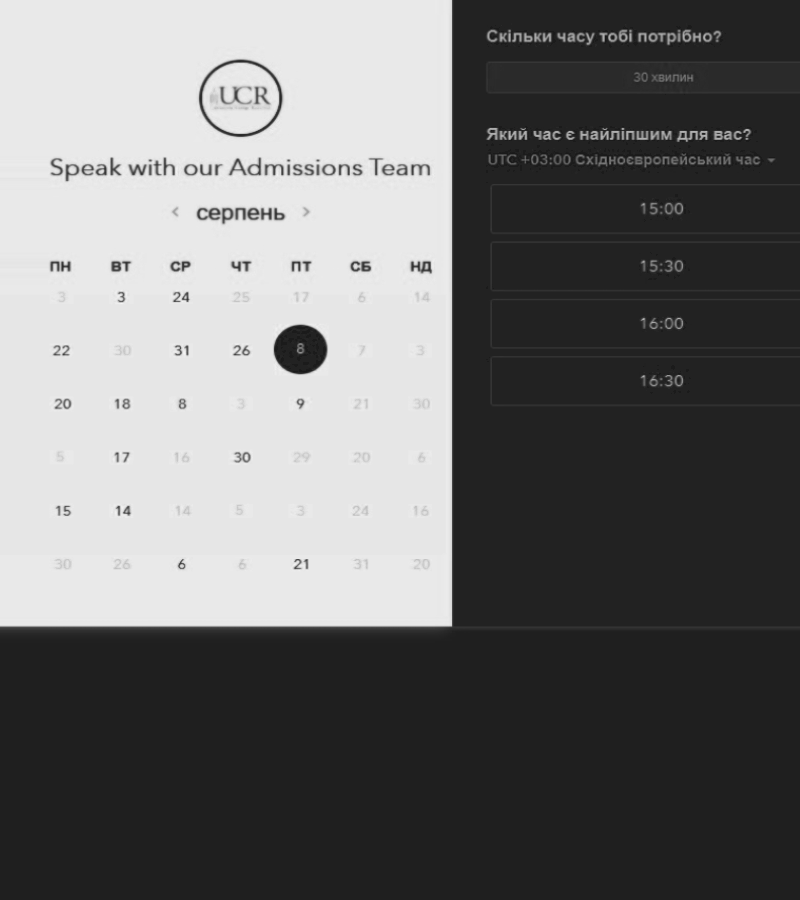 UCR
Speak with our Admissions Team
< серпень >
ПН ВТ СР ЧТ ПТ СБ НД
3 3 24 25 17 6 14
22 30 31 26 8 7 3
20 18 8 3 9 21 30
5 17 16 30 29 20 6
15 14 14 5 3 24 16
30 26 6 6 21 31 20
Скільки часу тобі потрібно?
30 хвилин
Який час є найліпшим для вас?
UTC +03:00 Східноєвропейський час
15:00
15:30
16:00
16:30